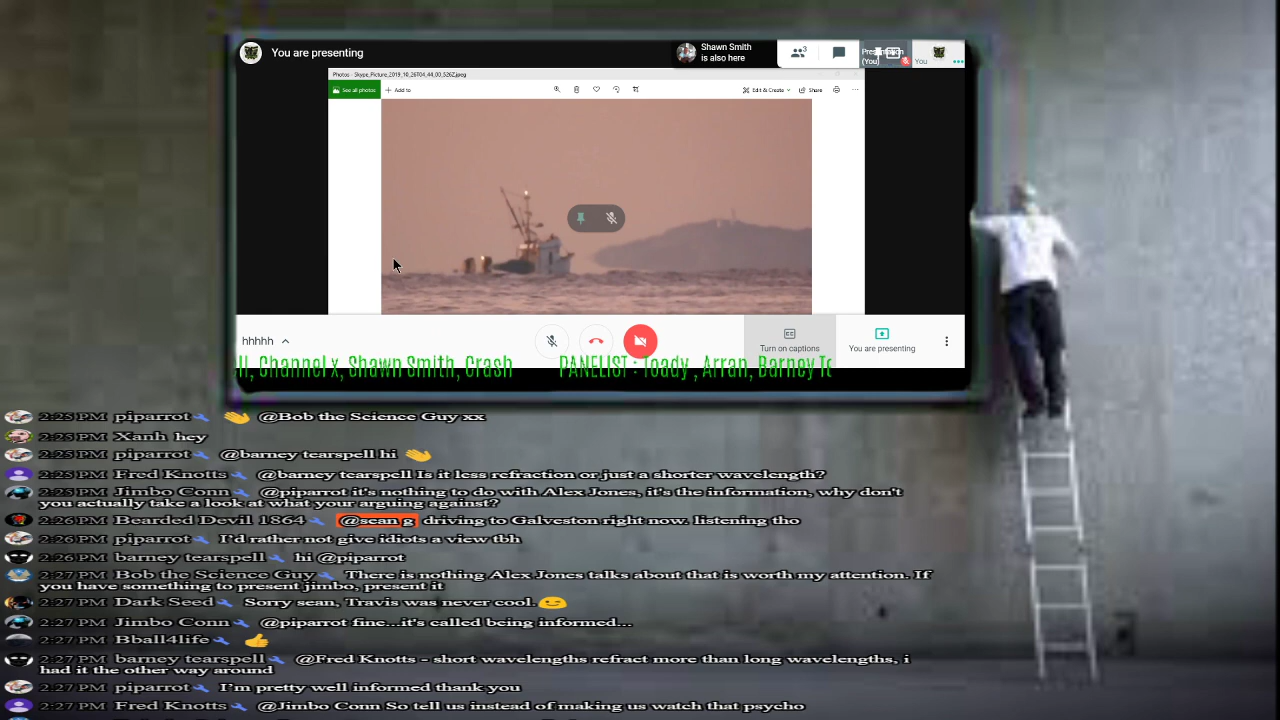 You are presenting
Shawn Smith
is also here
3
(You)
You
Photos - Skype_Picture_2019_10_26T04_44_00_526Z.jpeg
See all photos
Add to
Edit & Create
Share
hhhhh
Turn on captions
You are presenting
ll, Channel x, Shawn Smith, Crash PANELIST : Toady , Arran, Barney Te
2:25 PM piparrot @Bob the Science Guy xx
2:25 PM Xanh hey
2:25 PM piparrot @barney tearspell hi
2:25 PM Fred Knotts @barney tearspell Is it less refraction or just a shorter wavelength?
2:25 PM Jimbo Conn @piparrot it's nothing to do with Alex Jones, it's the information, why don't
you actually take a look at what your arguing against?
2:26 PM Bearded Devil 1864 @sean g driving to Galveston right now. listening tho
2:26 PM piparrot I'd rather not give idiots a view tbh
2:26 PM barney tearspell hi @piparrot
2:27 PM Bob the Science Guy There is nothing Alex Jones talks about that is worth my attention. If
you have something to present jimbo, present it
2:27 PM Dark Seed Sorry sean, Travis was never cool.
2:27 PM Jimbo Conn @piparrot fine...it's called being informed...
2:27 PM Bball4life
2:27 PM barney tearspell @Fred Knotts - short wavelengths refract more than long wavelengths, i
had it the other way around
2:27 PM piparrot I'm pretty well informed thank you
2:27 PM Fred Knotts @Jimbo Conn So tell us instead of making us watch that psycho